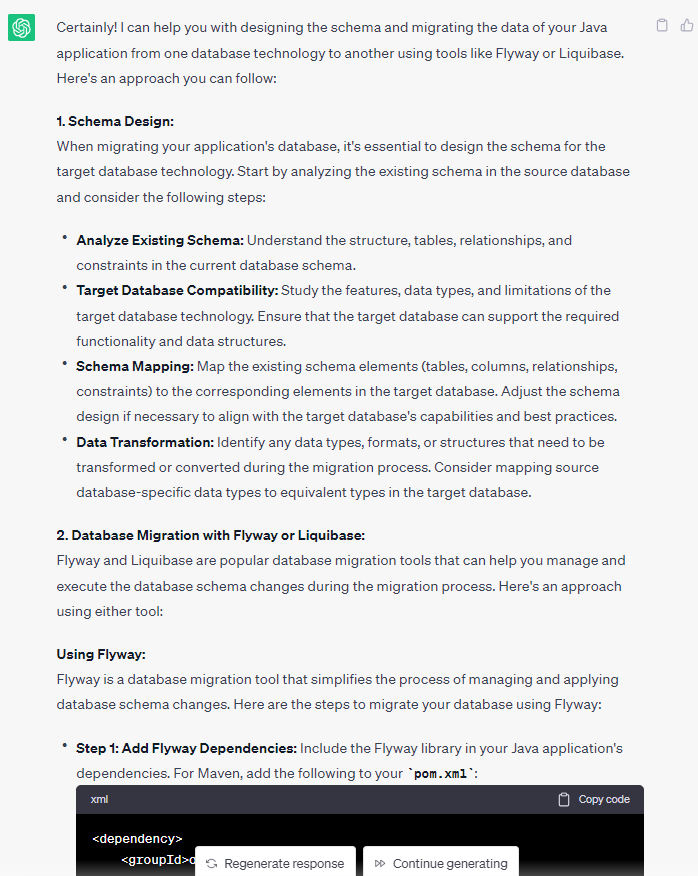 Certainly! I can help you with designing the schema and migrating the data of your Java
application from one database technology to another using tools like Flyway or Liquibase.
Here's an approach you can follow:
1. Schema Design:
When migrating your application's database, it's essential to design the schema for the
target database technology. Start by analyzing the existing schema in the source database
and consider the following steps:
• Analyze Existing Schema: Understand the structure, tables, relationships, and
constraints in the current database schema.
• Target Database Compatibility: Study the features, data types, and limitations of the
target database technology. Ensure that the target database can support the required
functionality and data structures.
• Schema Mapping: Map the existing schema elements (tables, columns, relationships,
constraints) to the corresponding elements in the target database. Adjust the schema
design if necessary to align with the target database's capabilities and best practices.
• Data Transformation: Identify any data types, formats, or structures that need to be
transformed or converted during the migration process. Consider mapping source
database-specific data types to equivalent types in the target database.
2. Database Migration with Flyway or Liquibase:
Flyway and Liquibase are popular database migration tools that can help you manage and
execute the database schema changes during the migration process. Here's an approach
using either tool:
Using Flyway:
Flyway is a database migration tool that simplifies the process of managing and applying
database schema changes. Here are the steps to migrate your database using Flyway:
• Step 1: Add Flyway Dependencies: Include the Flyway library in your Java application's
dependencies. For Maven, add the following to your `pom.xml`:
xml Copy code
<dependency>
<groupId>
Regenerate response Continue generating